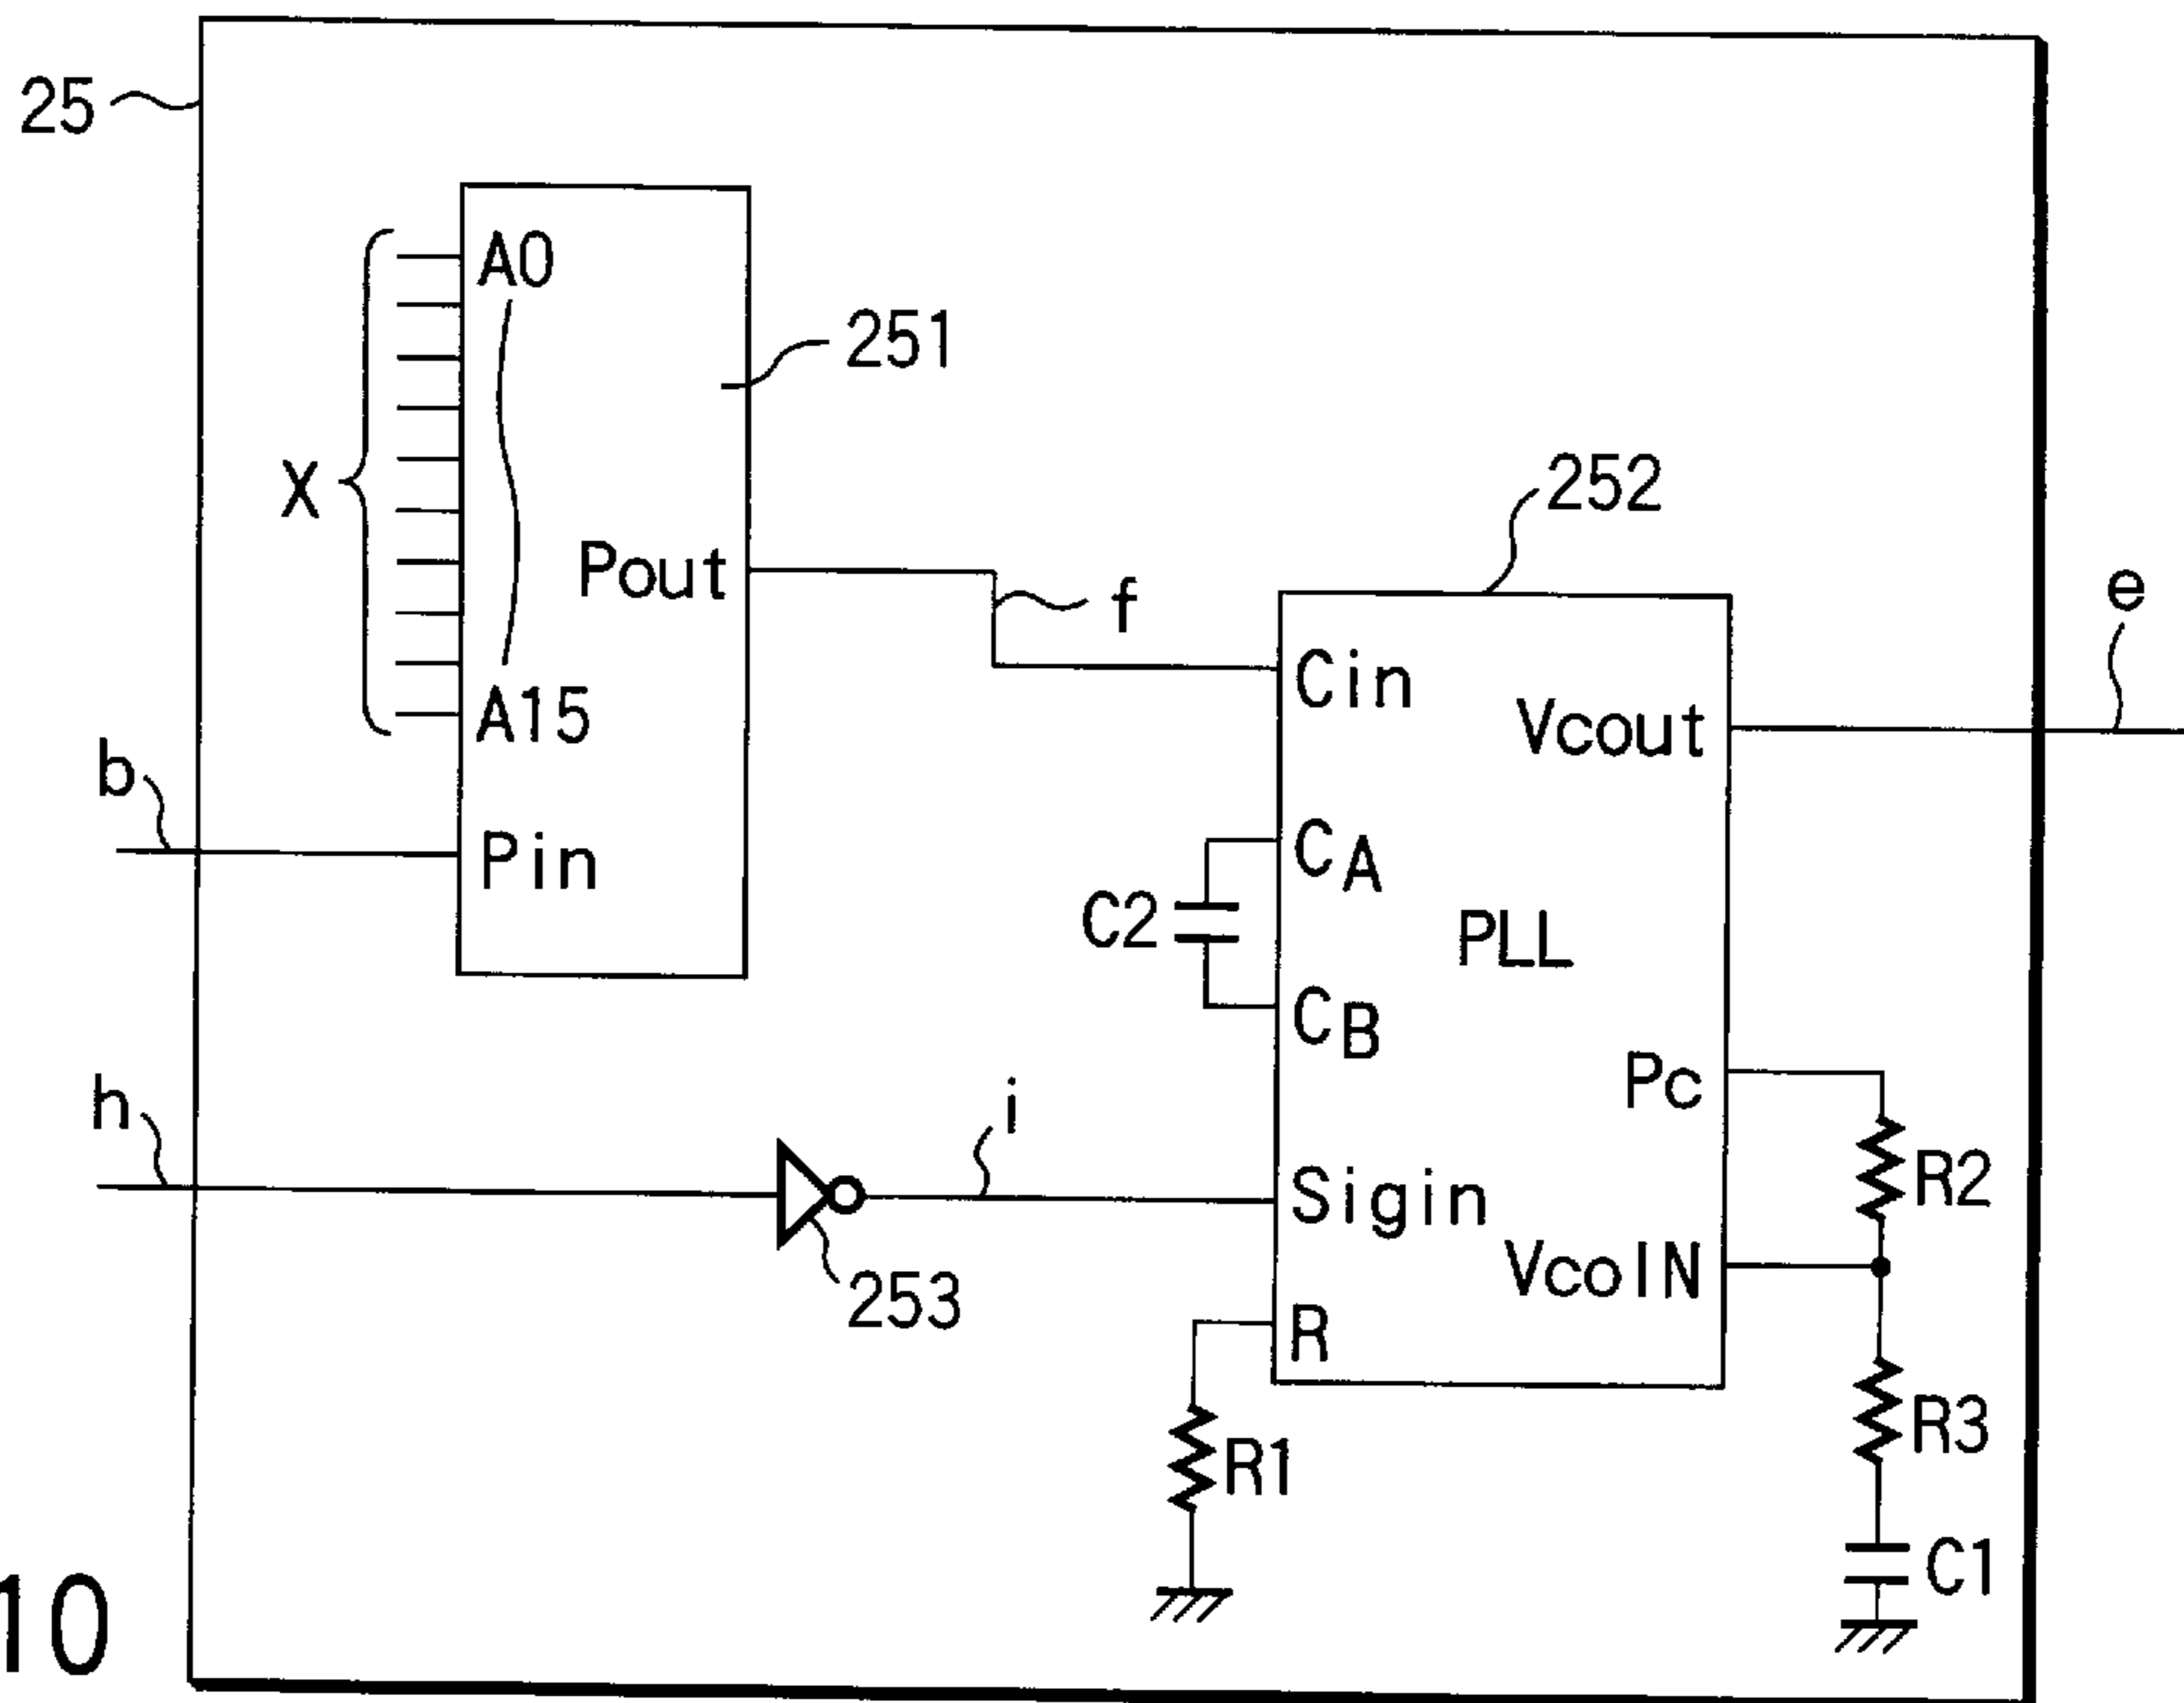 25
A0
251
X
252
Pout
f
e
Cin
A15
Vcout
b
Pin
CA
C2
PLL
CB
h
i
Pc
R2
Sigin
VcoIN
253
R
R3
R1
C1
10